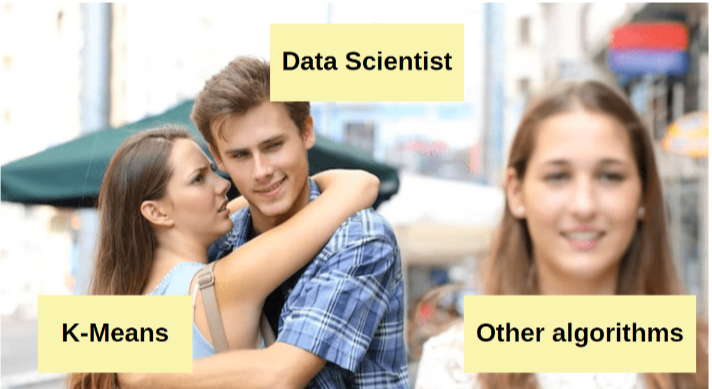 Data Scientist
K-Means
Other algorithms